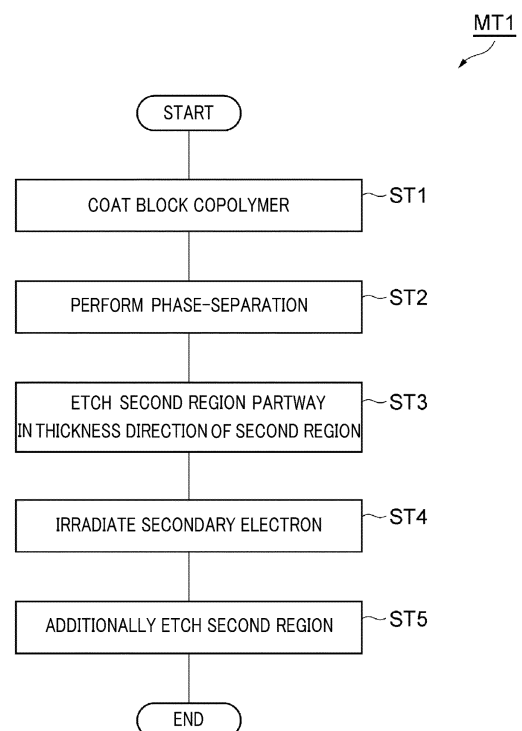 MT1
START
COAT BLOCK COPOLYMER
ST1
PERFORM PHASE-SEPARATION
ST2
ETCH SECOND REGION PARTWAY
IN THICKNESS DIRECTION OF SECOND REGION
ST3
IRRADIATE SECONDARY ELECTRON
ST4
ADDITIONALLY ETCH SECOND REGION
ST5
END